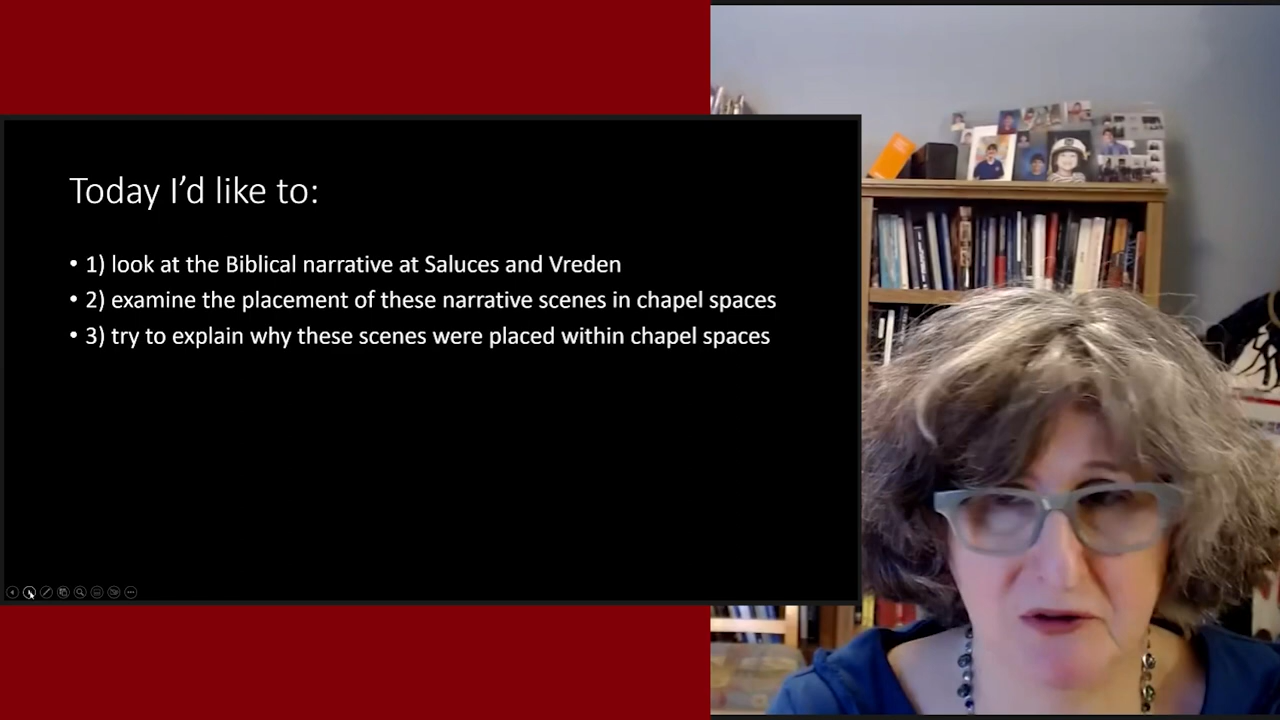 Today I’d like to:
• 1) look at the Biblical narrative at Saluces and Vreden
• 2) examine the placement of these narrative scenes in chapel spaces
• 3) try to explain why these scenes were placed within chapel spaces